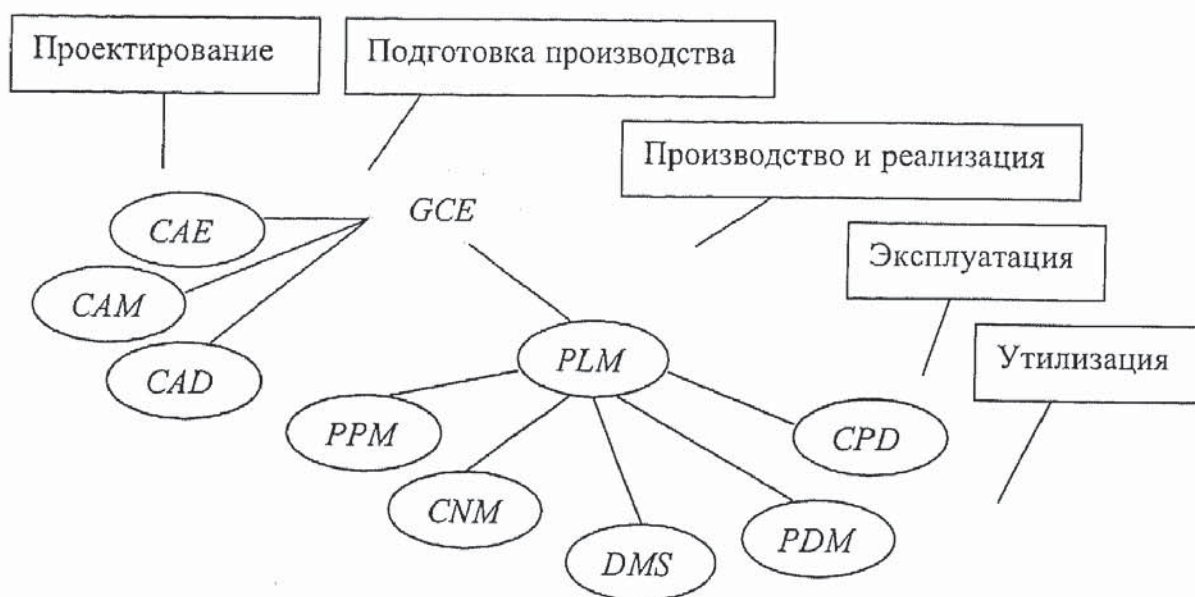 Проектирование
Подготовка производства
Производство и реализация
GCE
CAE
Эксплуатация
CAM
Утилизация
PLM
CAD
PPM
CPD
CNM
PDM
DMS